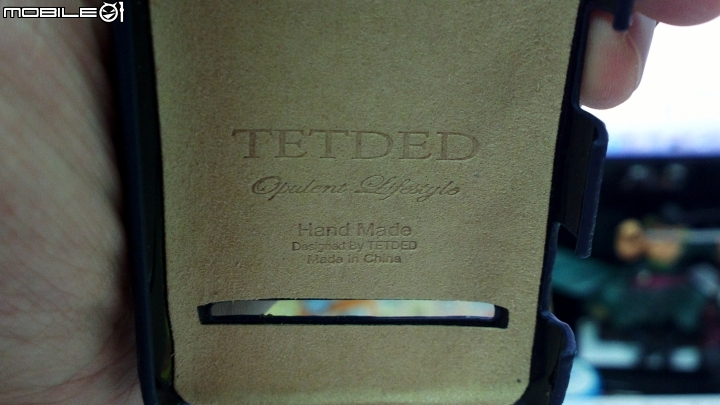 MOBILE01
TETDED
Opulent Lifestyle
Hand Made
Designed By TETDED
Made in China